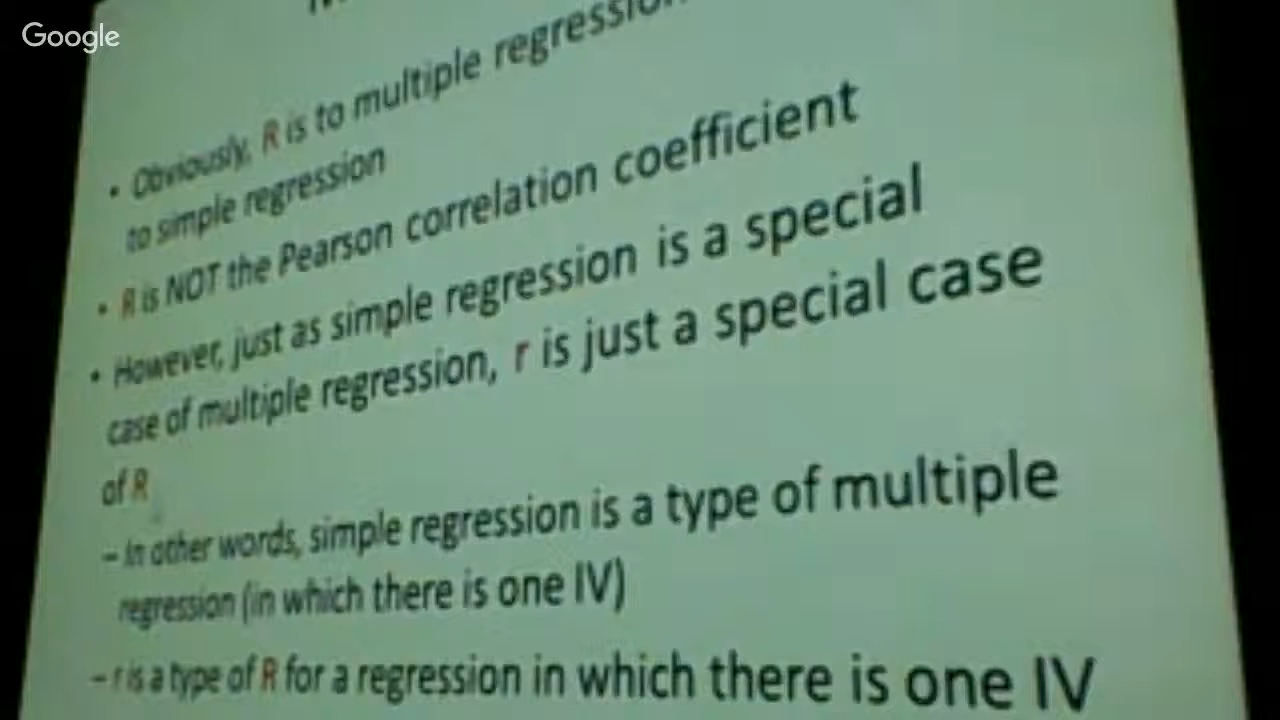 Google
• Obviously, R is to multiple
to simple regression
• R is NOT the Pearson correlation coefficient
• However, just as simple regression is a special
case of multiple regression, r is just a special case
of R
– In other words, simple regression is a type of multiple
regression (in which there is one IV)
– r is a type of R for a regression in which there is one IV